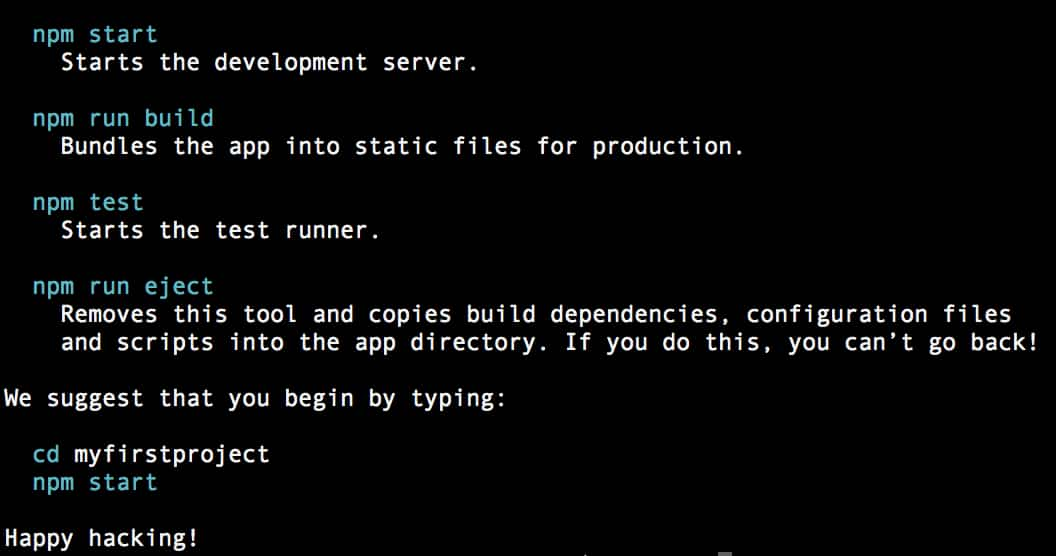 npm start
Starts the development server.
npm run build
Bundles the app into static files for production.
npm test
Starts the test runner.
npm run eject
Removes this tool and copies build dependencies, configuration files
and scripts into the app directory. If you do this, you can’t go back!
We suggest that you begin by typing:
cd myfirstproject
npm start
Happy hacking!